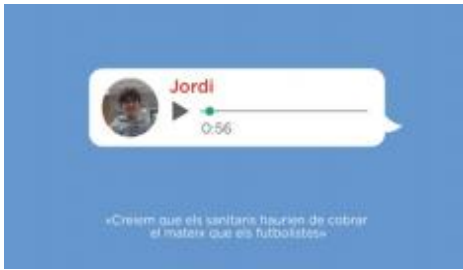 Jordi
0:56
«Creiem que els sanitaris haurien de cobrar
el mateix que els futbolistes»